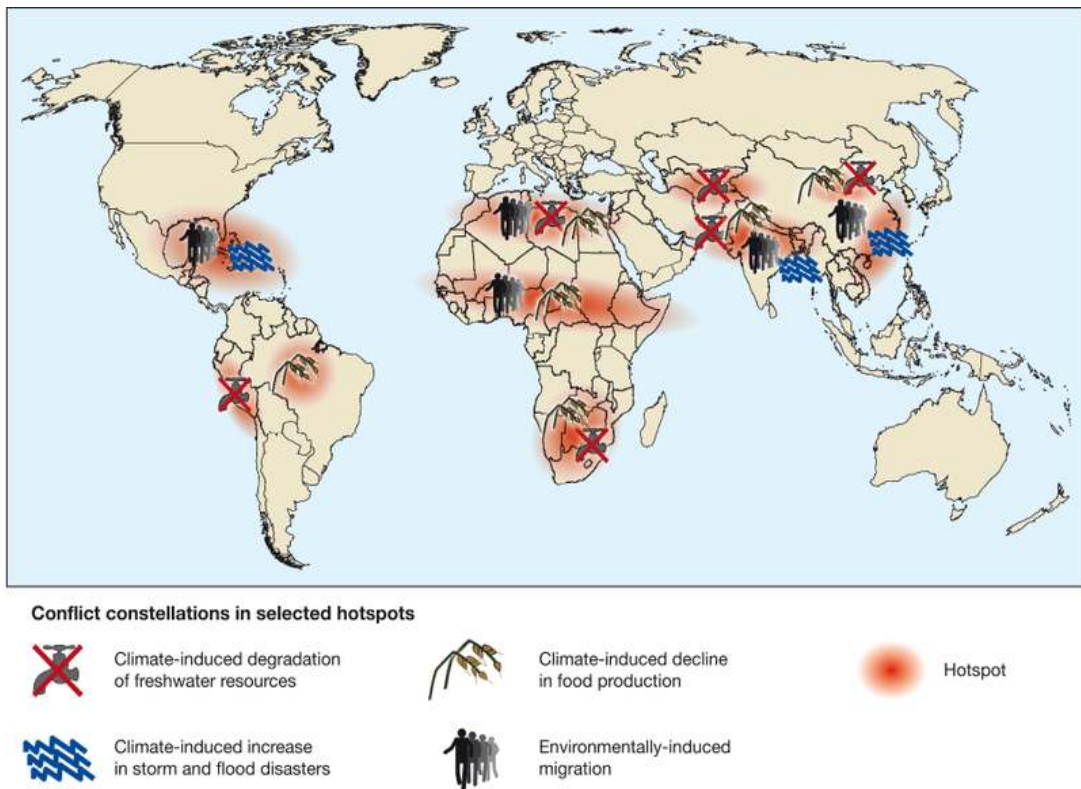 Conflict constellations in selected hotspots
Climate-induced degradation
of freshwater resources
Climate-induced decline
in food production
Hotspot
Climate-induced increase
in storm and flood disasters
Environmentally-induced
migration